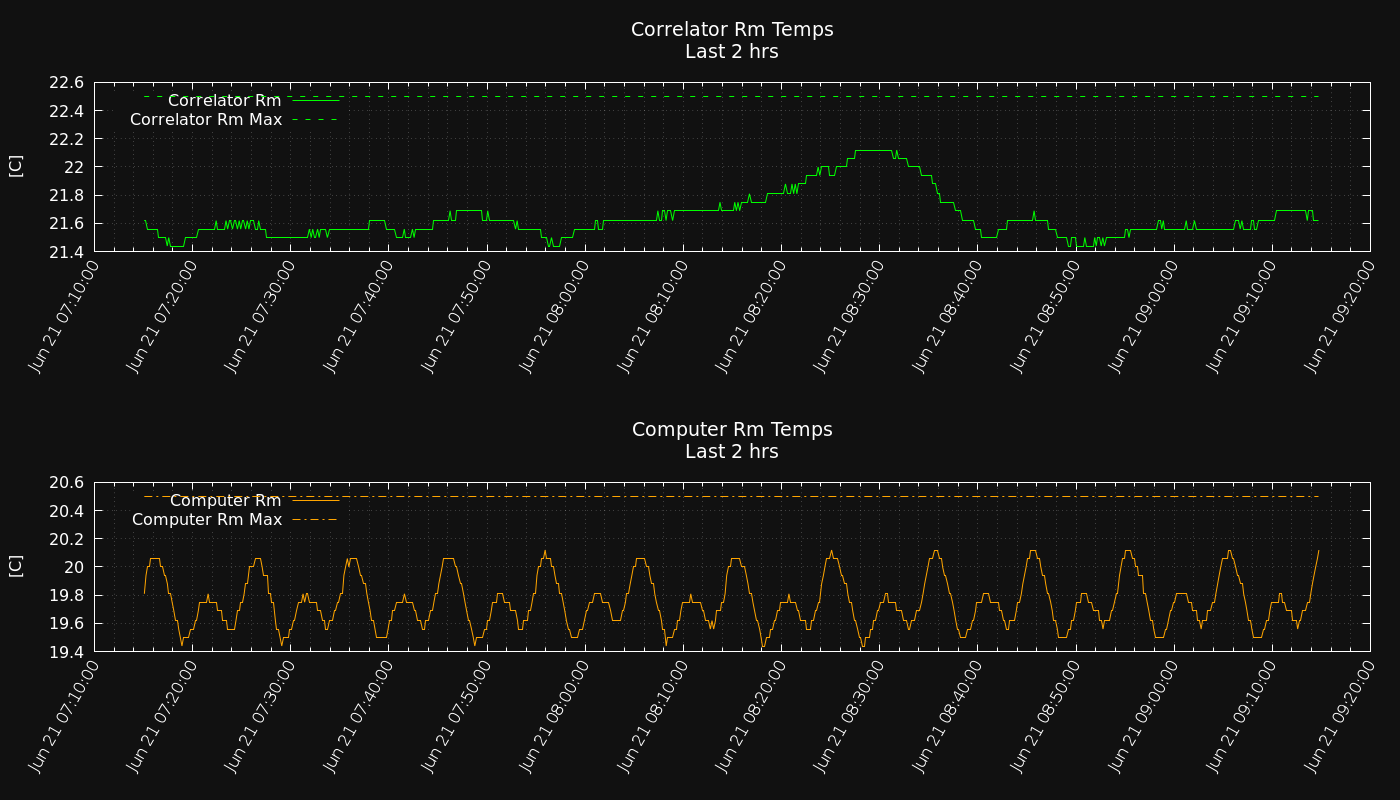 Correlator Rm Temps
Last 2 hrs
22.6
22.4
22.2
22
21.8
21.6
21.4
[C]
Correlator Rm
Correlator Rm Max
Jun 21 07:10:00
Jun 21 07:20:00
Jun 21 07:30:00
Jun 21 07:40:00
Jun 21 07:50:00
Jun 21 08:00:00
Jun 21 08:10:00
Jun 21 08:20:00
Jun 21 08:30:00
Jun 21 08:40:00
Jun 21 08:50:00
Jun 21 09:00:00
Jun 21 09:10:00
Jun 21 09:20:00
Computer Rm Temps
Last 2 hrs
20.6
20.4
20.2
20
19.8
19.6
19.4
[C]
Computer Rm
Computer Rm Max
Jun 21 07:10:00
Jun 21 07:20:00
Jun 21 07:30:00
Jun 21 07:40:00
Jun 21 07:50:00
Jun 21 08:00:00
Jun 21 08:10:00
Jun 21 08:20:00
Jun 21 08:30:00
Jun 21 08:40:00
Jun 21 08:50:00
Jun 21 09:00:00
Jun 21 09:10:00
Jun 21 09:20:00